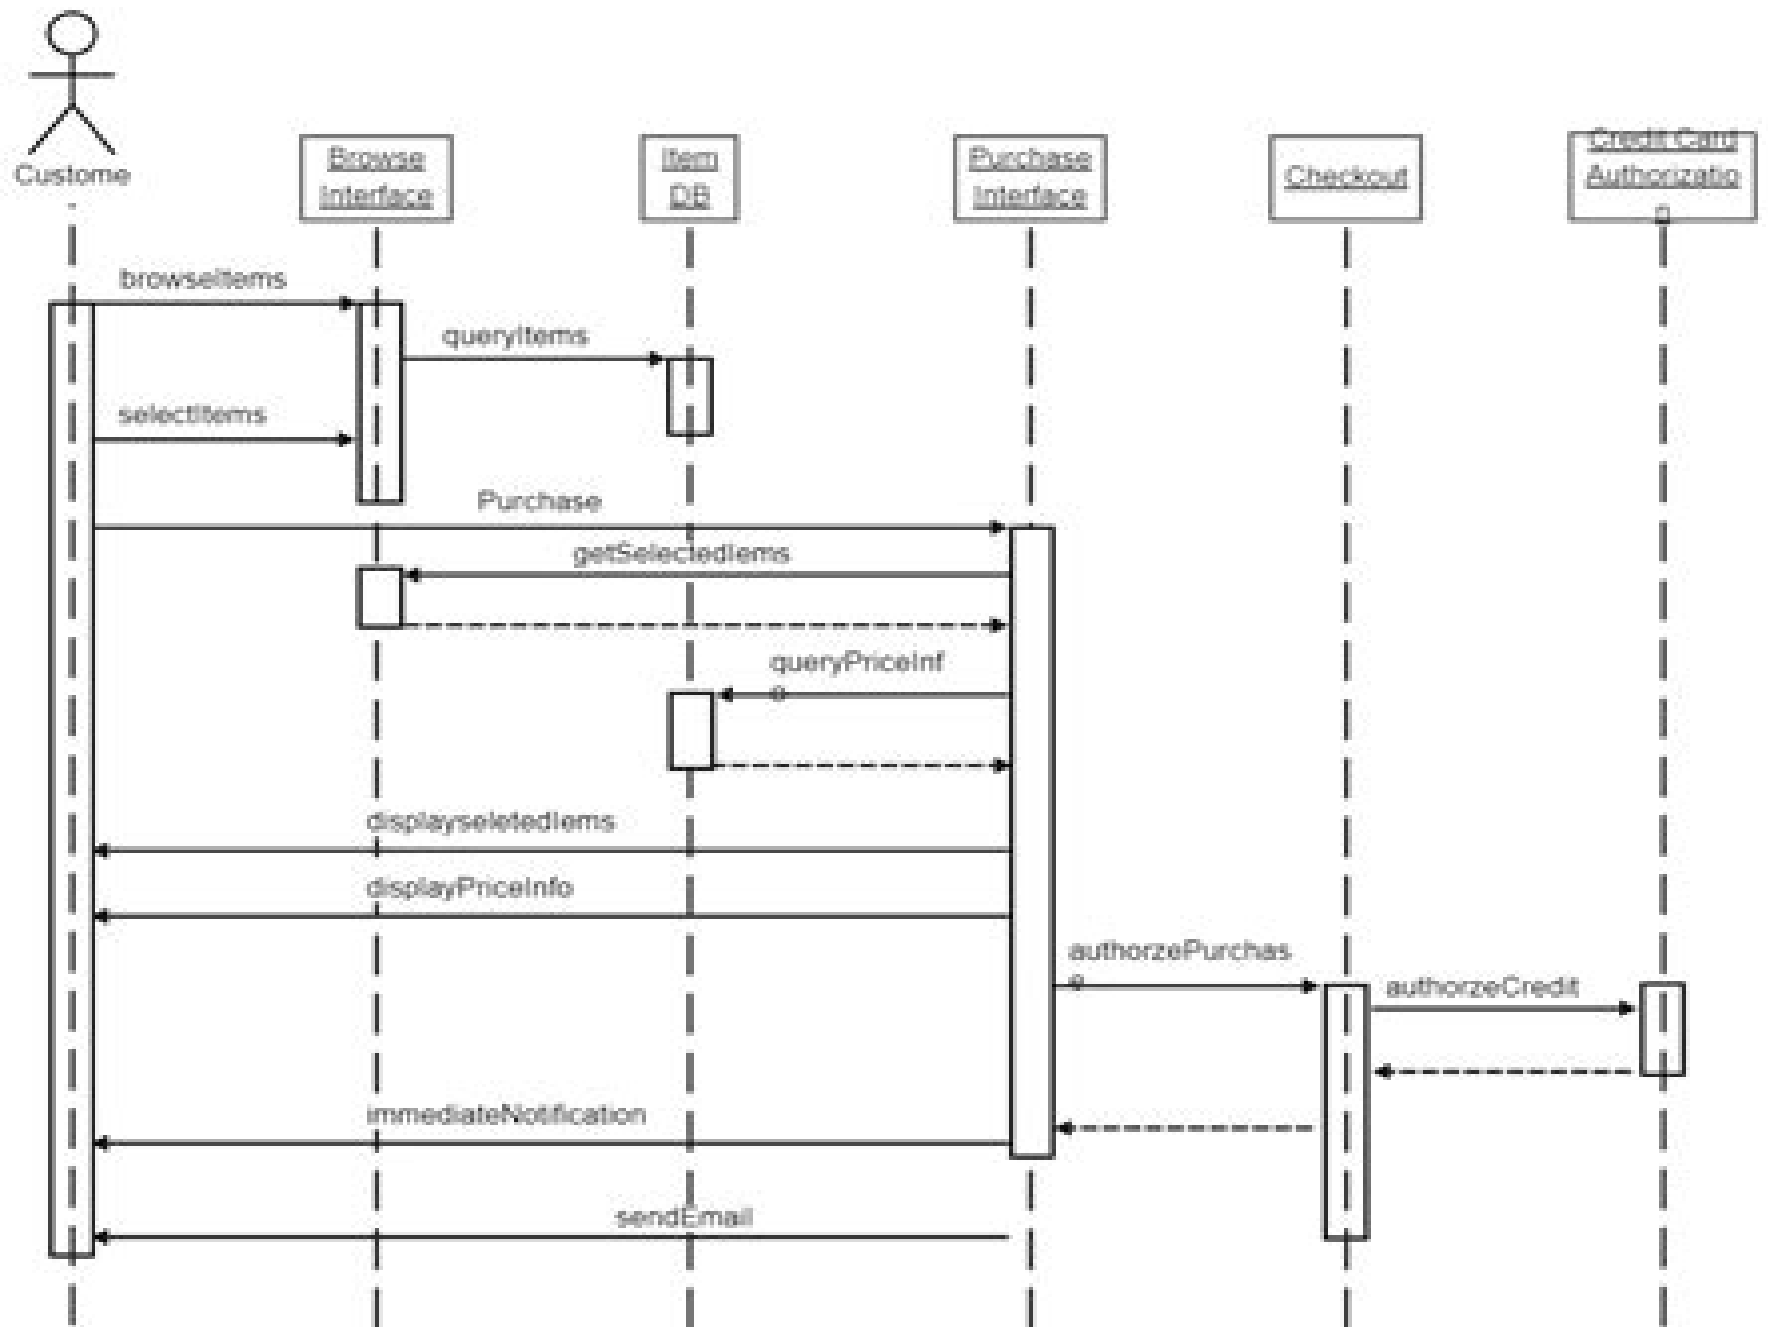 Custome
Browse
Interface
Item
DB
Purchase
Interface
Checkout
Credit Card
Authorizatio
n
browseItems
queryItems
selectItems
Purchase
getSelectedIems
queryPriceInf
o
displayseletedIems
displayPriceInfo
authorzePurchas
e
authorzeCredit
immediateNotification
sendEmail